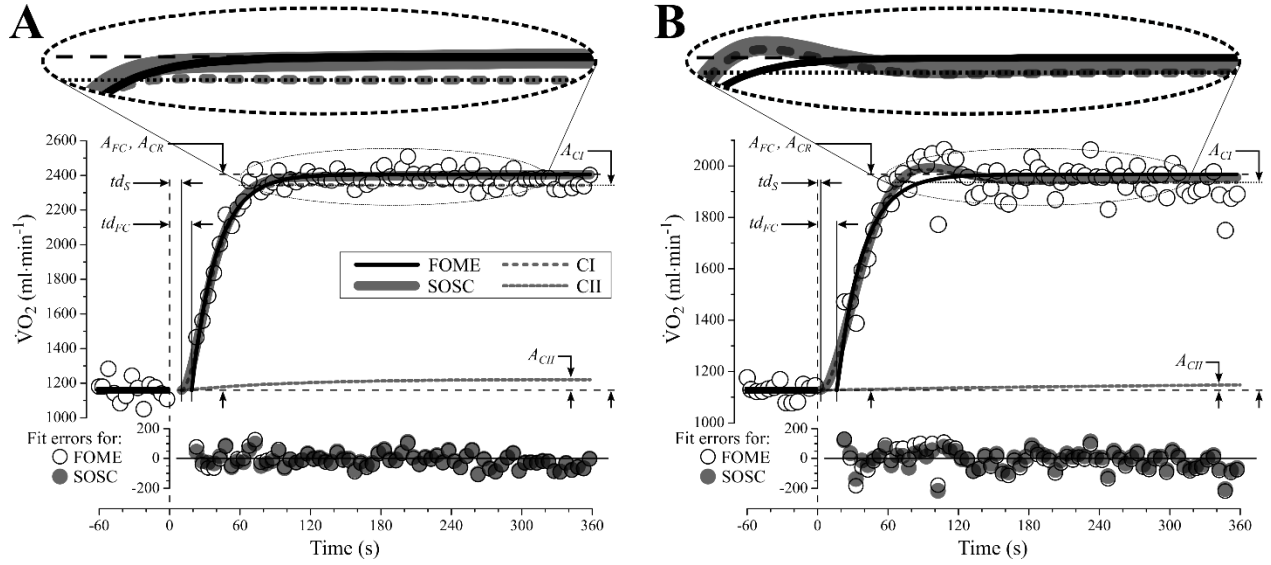 A
A_FC , A_CR
A_CI
td_S
td_FC
FOME
SOSC
CI
CII
A_CII
V̇O₂ (ml·min⁻¹)
2600
2400
2200
2000
1800
1600
1400
1200
1000
Fit errors for:
FOME
SOSC
200
0
-200
-60 0 60 120 180 240 300 360
Time (s)
B
A_FC , A_CR
A_CI
td_S
td_FC
A_CII
V̇O₂ (ml·min⁻¹)
2000
1800
1600
1400
1200
1000
Fit errors for:
FOME
SOSC
200
0
-200
-60 0 60 120 180 240 300 360
Time (s)